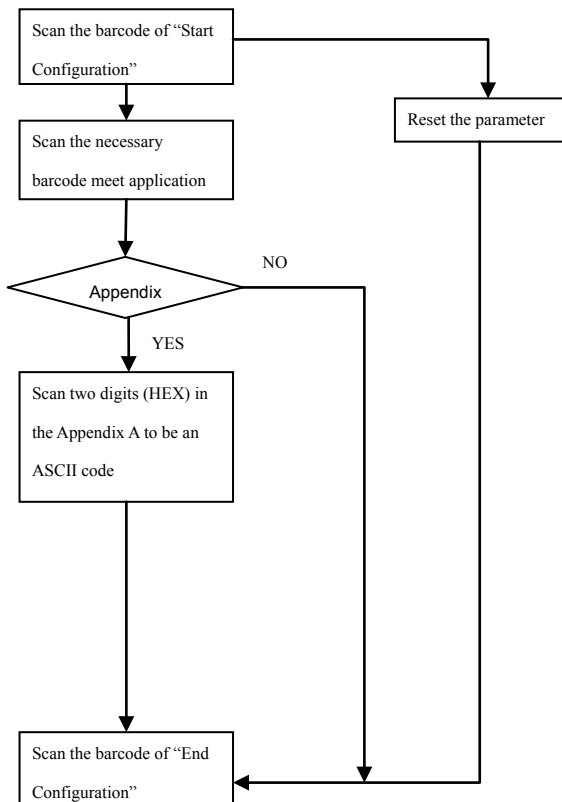 Scan the barcode of “Start
Configuration”
Reset the parameter
Scan the necessary
barcode meet application
NO
Appendix
YES
Scan two digits (HEX) in
the Appendix A to be an
ASCII code
Scan the barcode of “End
Configuration”